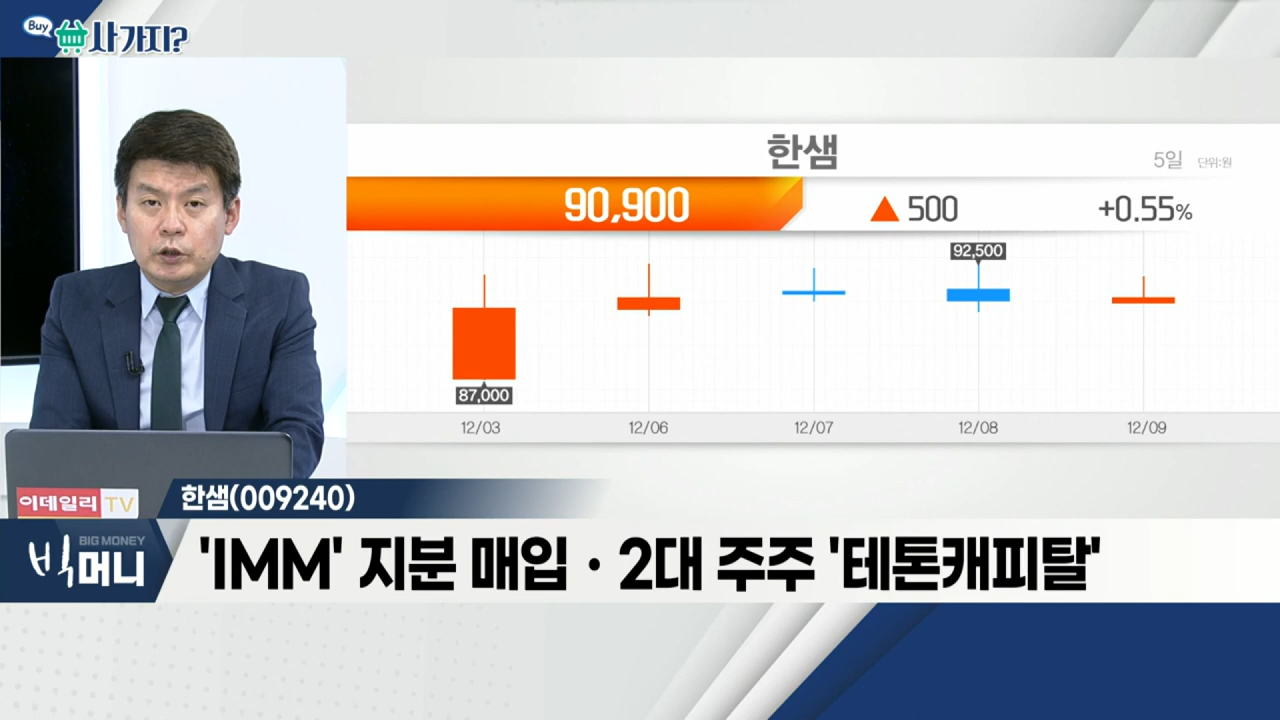 Buy
사가지?
한샘
5일 단위:원
90,900 ▲ 500 +0.55%
92,500
87,000
12/03 12/06 12/07 12/08 12/09
이데일리 TV
한샘(009240)
BIG MONEY
빅머니
'IMM' 지분 매입 · 2대 주주 '테톤캐피탈'